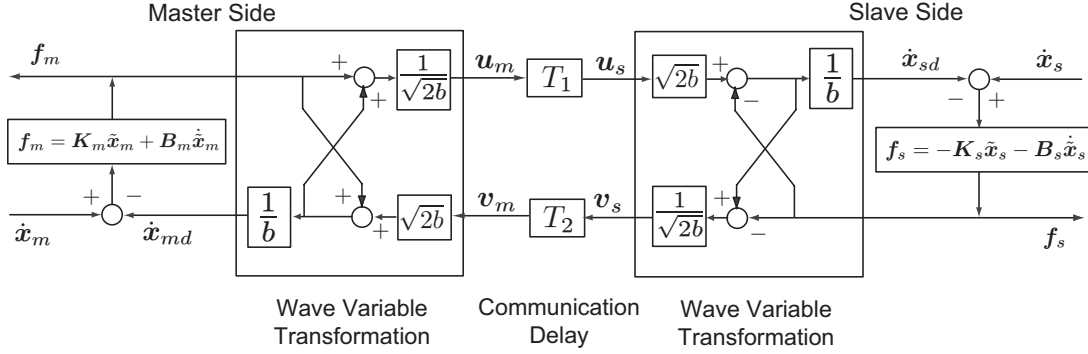 Master Side
Slave Side
f_m
+
+
1/√2b
u_m
T_1
u_s
√2b
+
−
1/b
ẋ_sd
ẋ_s
−
+
f_m = K_m x̃_m + B_m ẋ̃_m
f_s = −K_s x̃_s − B_s ẋ̃_s
+
−
ẋ_m
ẋ_md
1/b
+
+
√2b
v_m
T_2
v_s
1/√2b
+
−
f_s
Wave Variable
Transformation
Communication
Delay
Wave Variable
Transformation